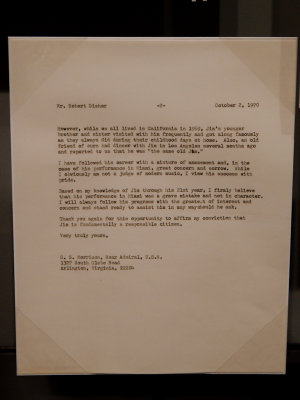 Mr. Robert Disher -2- October 2, 1970
However, while we all lived in California in 1955, Jim's younger
brother and sister visited with him frequently and got along famously
as they always did during their childhood days at home. Also, an old
friend of ours had dinner with Jim in Los Angeles several months ago
and reported to us that he was "the same old Jim."
I have followed his career with a mixture of amazement and, in the
case of his performance in Miami, great concern and sorrow. While
I obviously am not a judge of modern music, I view his success with
pride.
Based on my knowledge of Jim through his 21st year, I firmly believe
that his performance in Miami was a grave mistake and not in character.
I will always follow his progress with the greatest of interest and
concern and stand ready to assist him in any way should he ask.
Thank you again for this opportunity to affirm my conviction that
Jim is fundamentally a responsible citizen.
Very truly yours,
G. S. Morrison, Rear Admiral, U.S.N.
1327 South Glebe Road
Arlington, Virginia, 22204